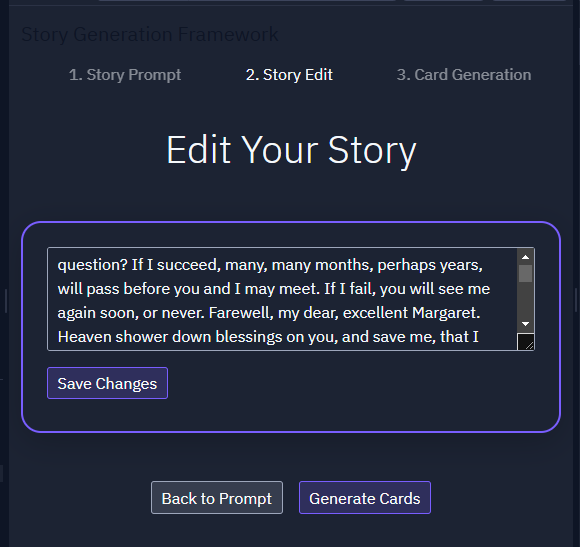 Story Generation Framework
1. Story Prompt 2. Story Edit 3. Card Generation
Edit Your Story
question? If I succeed, many, many months, perhaps years,
will pass before you and I may meet. If I fail, you will see me
again soon, or never. Farewell, my dear, excellent Margaret.
Heaven shower down blessings on you, and save me, that I
Save Changes
Back to Prompt Generate Cards